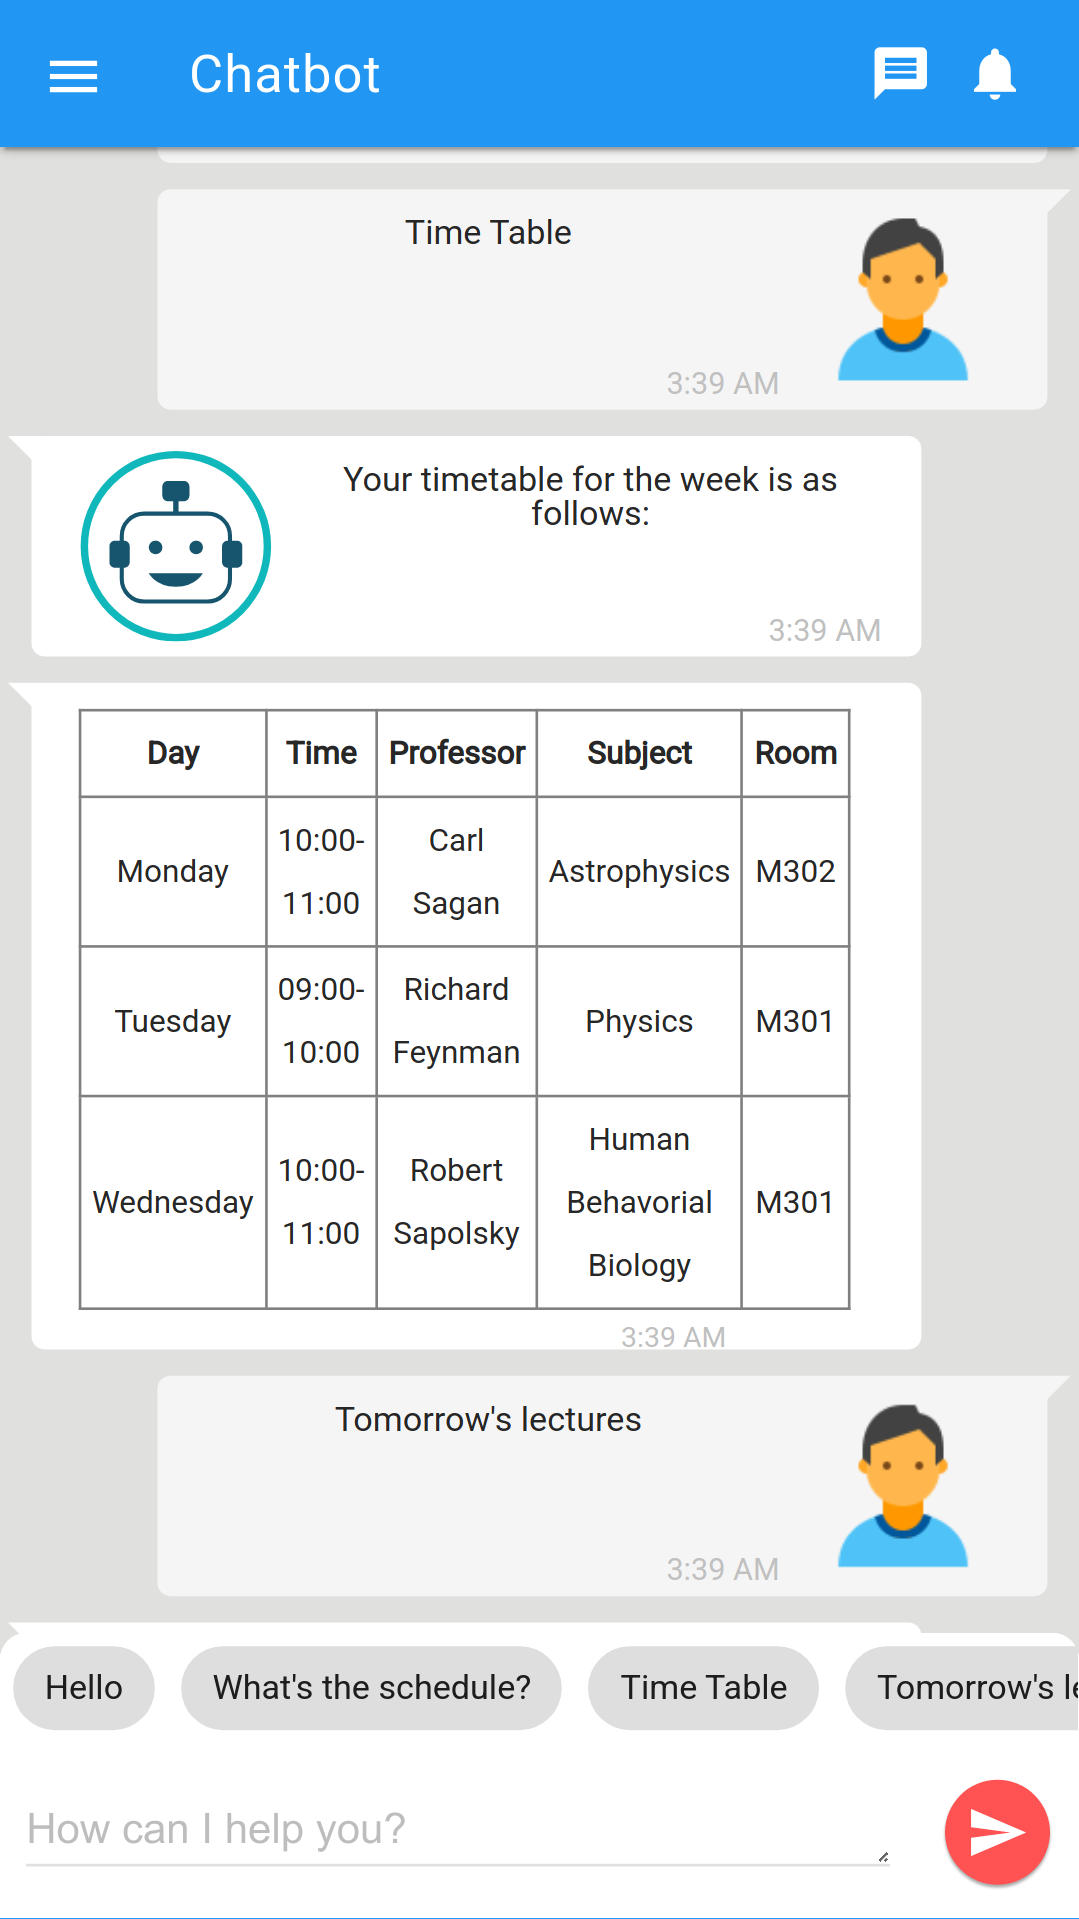 Chatbot
Time Table
3:39 AM
Your timetable for the week is as
follows:
3:39 AM
Day Time Professor Subject Room
Monday 10:00-11:00 Carl Sagan Astrophysics M302
Tuesday 09:00-10:00 Richard Feynman Physics M301
Wednesday 10:00-11:00 Robert Sapolsky Human Behavorial Biology M301
3:39 AM
Tomorrow's lectures
3:39 AM
Hello What's the schedule? Time Table Tomorrow's le
How can I help you?